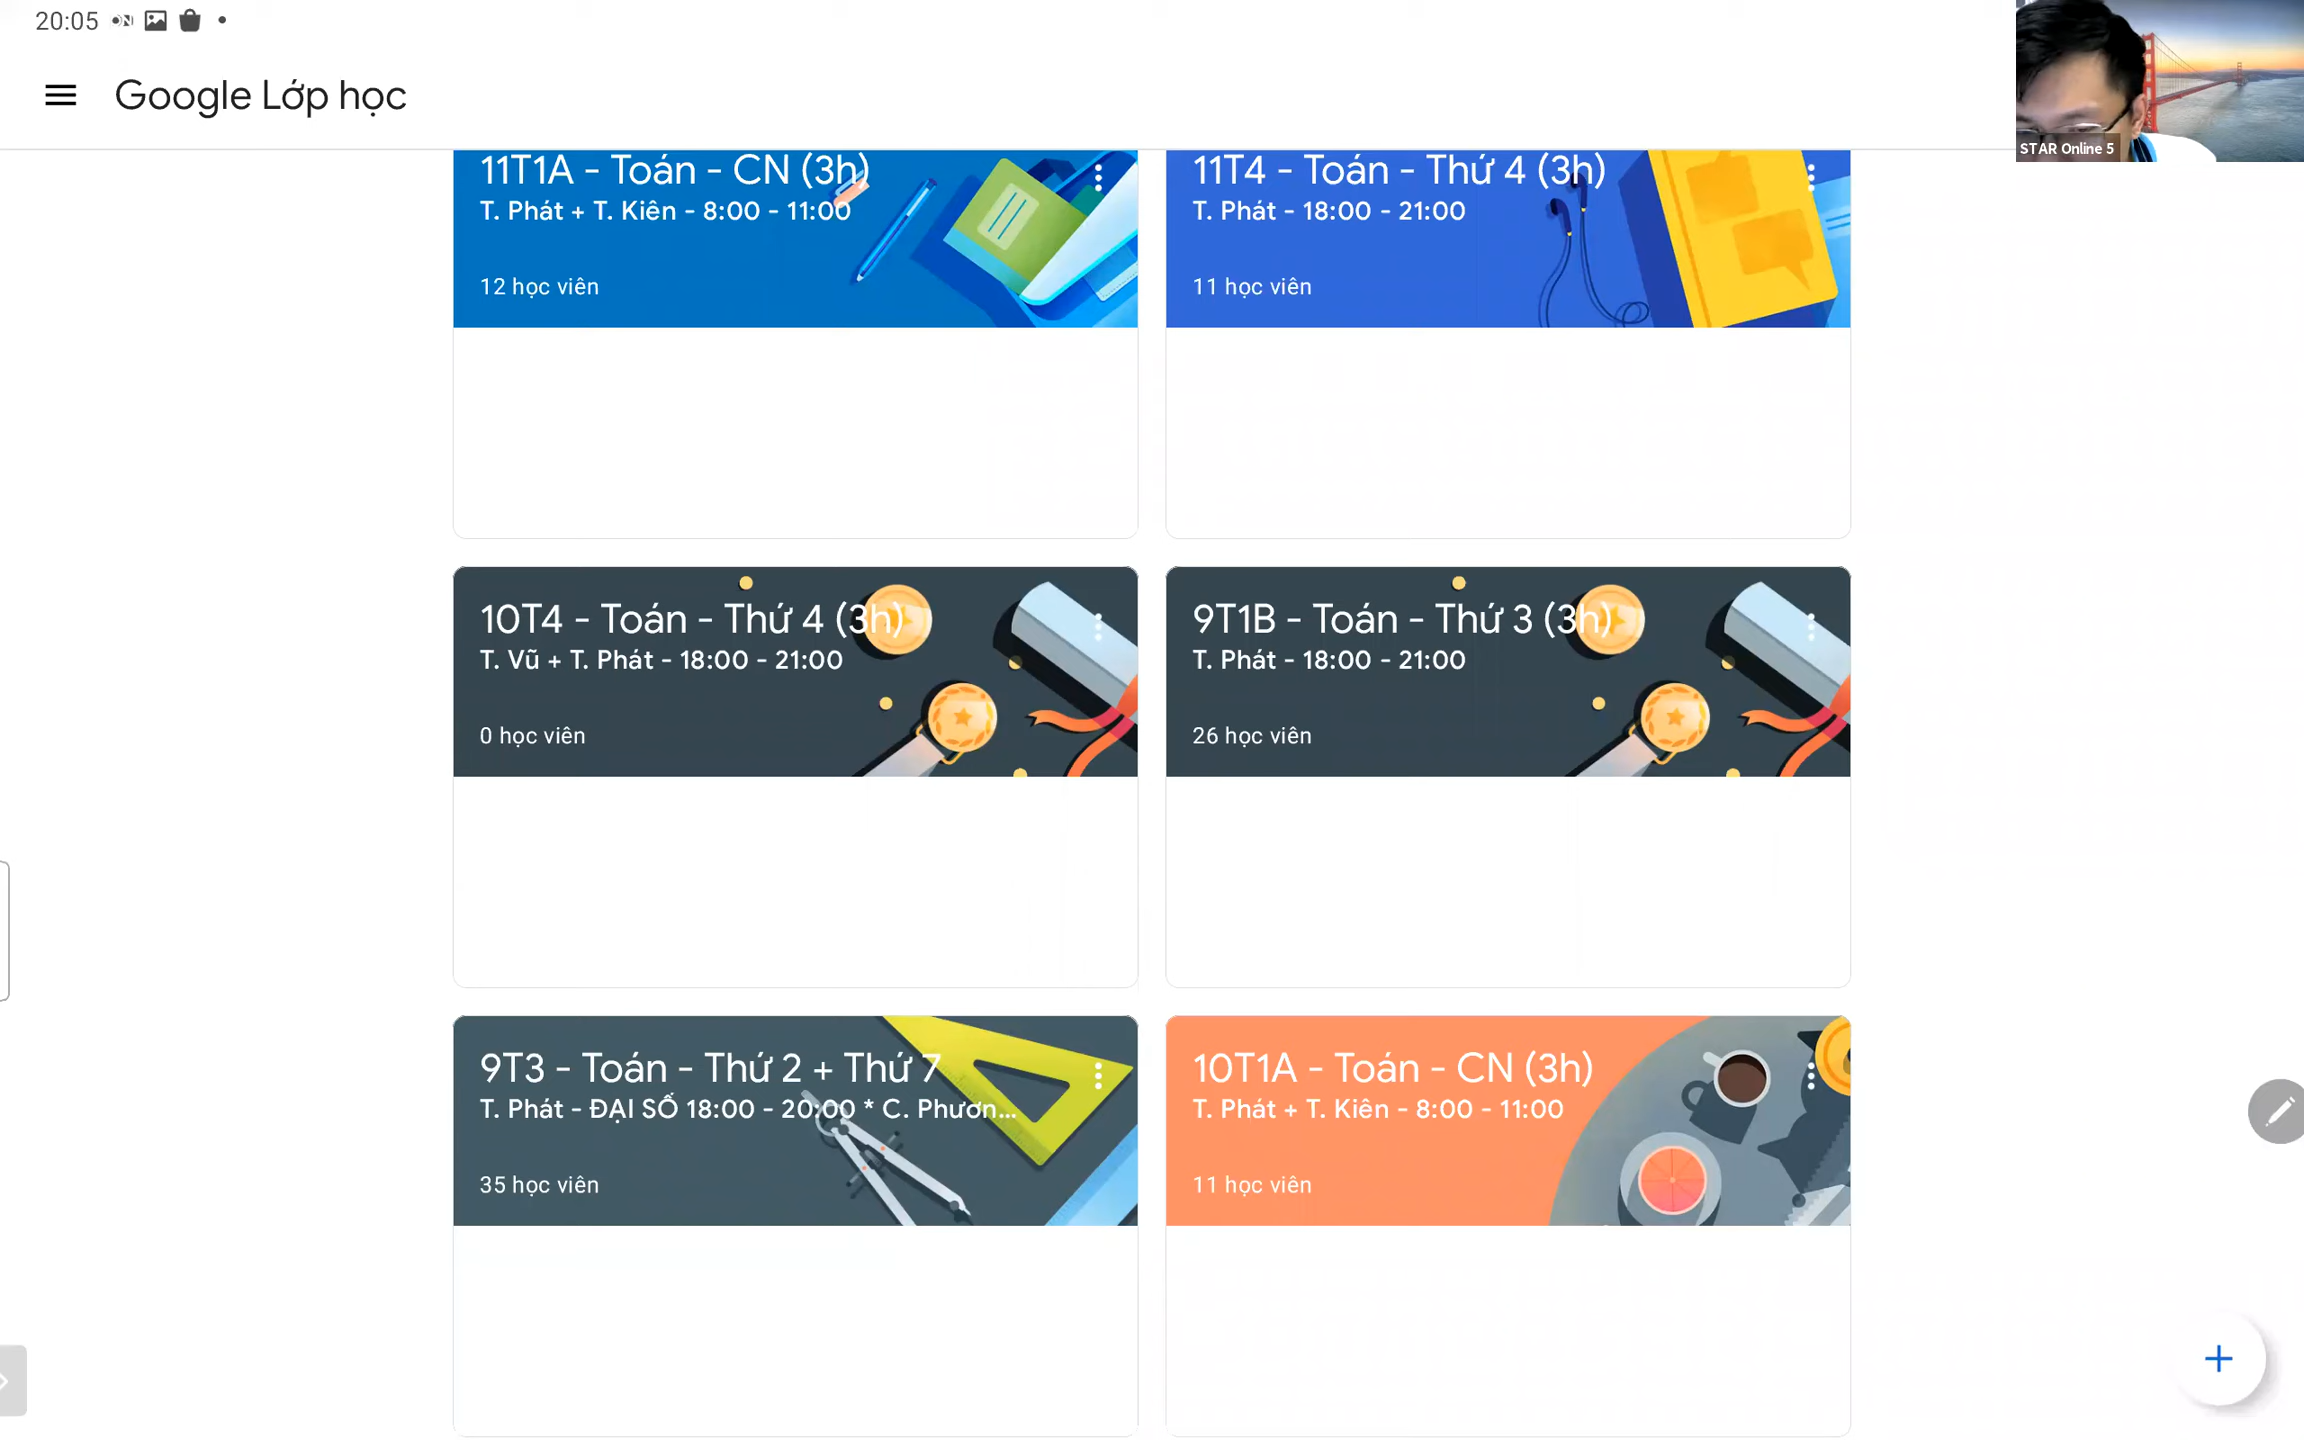 20:05
Google Lớp học
STAR Online 5
11T1A - Toán - CN (3h)
T. Phát + T. Kiên - 8:00 - 11:00
12 học viên
11T4 - Toán - Thứ 4 (3h)
T. Phát - 18:00 - 21:00
11 học viên
10T4 - Toán - Thứ 4 (3h)
T. Vũ + T. Phát - 18:00 - 21:00
0 học viên
9T1B - Toán - Thứ 3 (3h)
T. Phát - 18:00 - 21:00
26 học viên
9T3 - Toán - Thứ 2 + Thứ 7
T. Phát - ĐẠI SỐ 18:00 - 20:00 * C. Phươn...
35 học viên
10T1A - Toán - CN (3h)
T. Phát + T. Kiên - 8:00 - 11:00
11 học viên